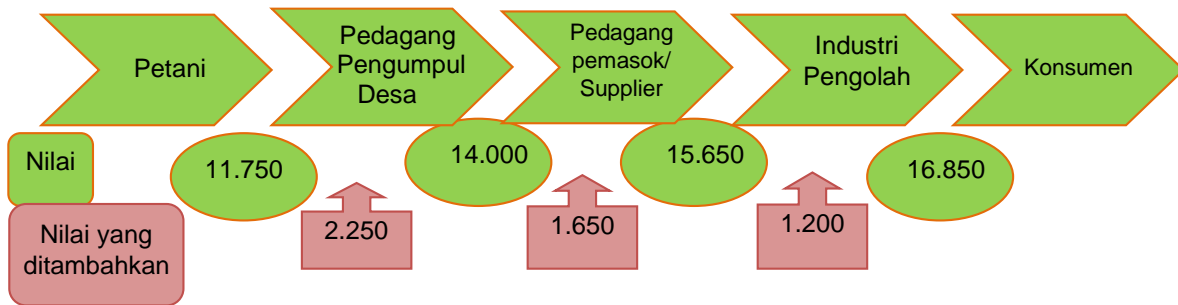 Petani
Pedagang
Pengumpul
Desa
Pedagang
pemasok/
Supplier
Industri
Pengolah
Konsumen
Nilai
11.750
14.000
15.650
16.850
Nilai yang
ditambahkan
2.250
1.650
1.200